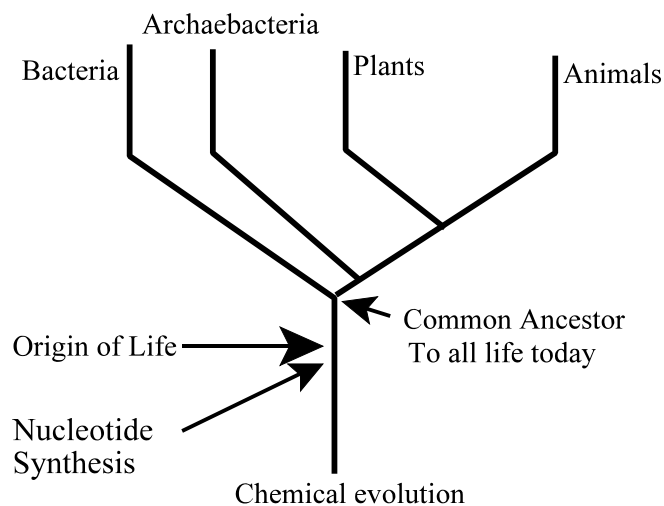 Archaebacteria
Bacteria
Plants
Animals
Common Ancestor
To all life today
Origin of Life
Nucleotide
Synthesis
Chemical evolution